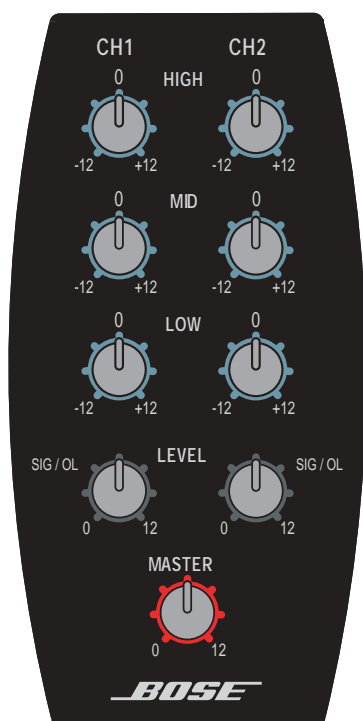 CH1 CH2
0 HIGH 0
-12 +12 -12 +12
0 MID 0
-12 +12 -12 +12
0 LOW 0
-12 +12 -12 +12
SIG / OL LEVEL SIG / OL
0 12 0 12
MASTER
0 12
BOSE